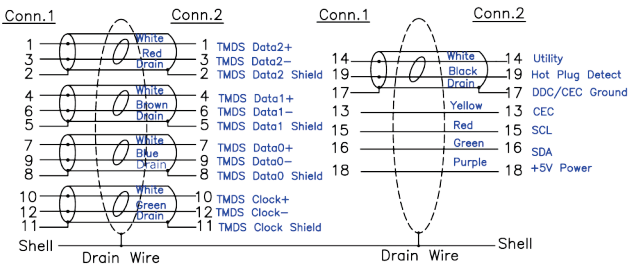 Conn.1 Conn.2
1 White 1 TMDS Data2+
3 Red 3 TMDS Data2-
2 Drain 2 TMDS Data2 Shield
4 White 4 TMDS Data1+
6 Brown 6 TMDS Data1-
5 Drain 5 TMDS Data1 Shield
7 White 7 TMDS Data0+
9 Blue 9 TMDS Data0-
8 Drain 8 TMDS Data0 Shield
10 White 10 TMDS Clock+
12 Green 12 TMDS Clock-
11 Drain 11 TMDS Clock Shield
Conn.1 Conn.2
14 White 14 Utility
19 Black 19 Hot Plug Detect
17 Drain 17 DDC/CEC Ground
13 Yellow 13 CEC
15 Red 15 SCL
16 Green 16 SDA
18 Purple 18 +5V Power
Shell Shell
Drain Wire Drain Wire